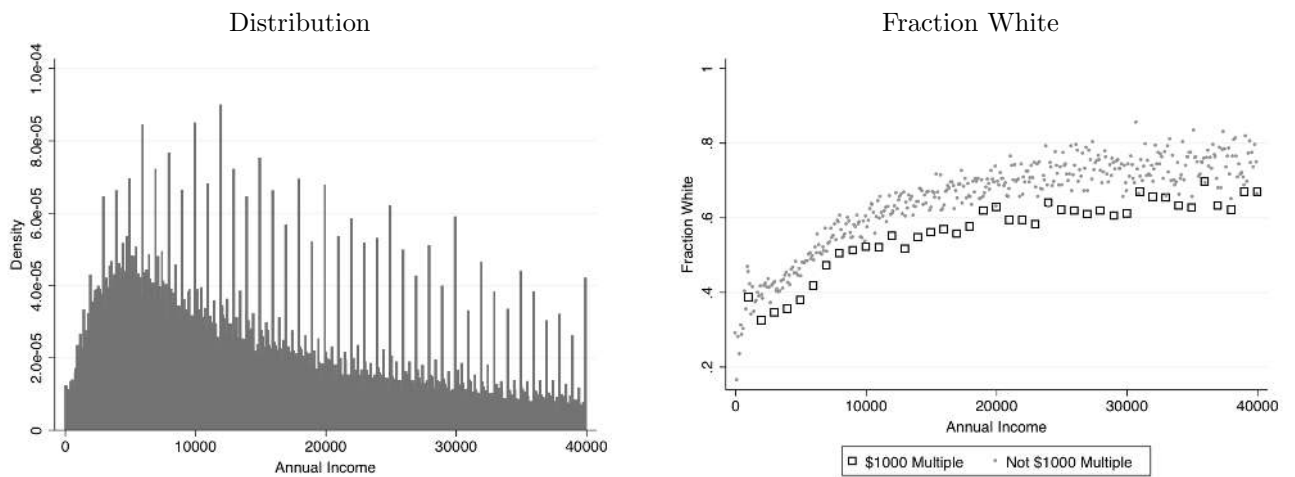 Distribution
Density
1.0e-04
8.0e-05
6.0e-05
4.0e-05
2.0e-05
0
0 10000 20000 30000 40000
Annual Income
Fraction White
Fraction White
1
.8
.6
.4
.2
0 10000 20000 30000 40000
Annual Income
$1000 Multiple Not $1000 Multiple